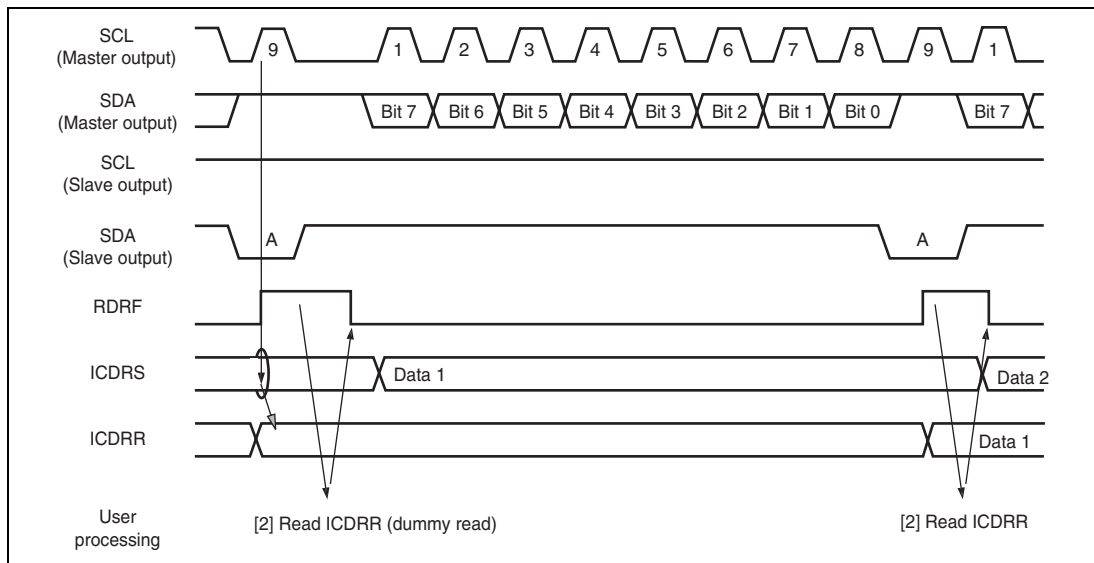 SCL
(Master output)
9 1 2 3 4 5 6 7 8 9 1
SDA
(Master output)
Bit 7 Bit 6 Bit 5 Bit 4 Bit 3 Bit 2 Bit 1 Bit 0 Bit 7
SCL
(Slave output)
SDA
(Slave output)
A A
RDRF
ICDRS
Data 1 Data 2
ICDRR
Data 1
User
processing
[2] Read ICDRR (dummy read) [2] Read ICDRR